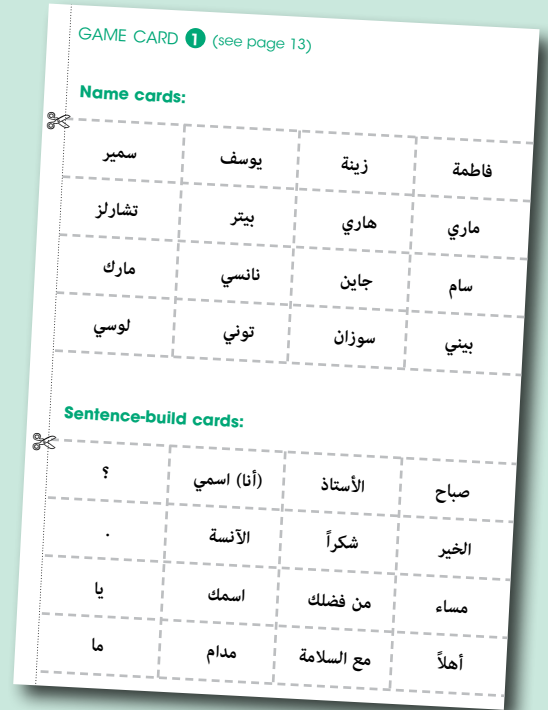 GAME CARD 1 (see page 13)
Name cards:
فاطمة زينة يوسف سمير
ماري هاري بيتر تشارلز
سام جاين نانسي مارك
بيني سوزان توني لوسي
Sentence-build cards:
صباح الأستاذ (أنا) اسمي ؟
الخير شكراً الآنسة .
مساء من فضلك اسمك يا
أهلاً مع السلامة مدام ما